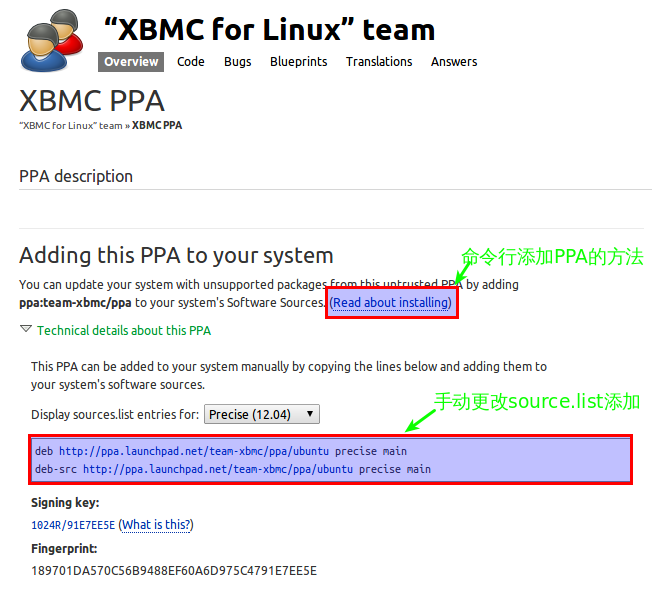 “XBMC for Linux” team
Overview Code Bugs Blueprints Translations Answers
XBMC PPA
“XBMC for Linux” team » XBMC PPA
PPA description
Adding this PPA to your system
命令行添加PPA的方法
You can update your system with unsupported packages from this untrusted PPA by adding
ppa:team-xbmc/ppa to your system's Software Sources. (Read about installing)
Technical details about this PPA
This PPA can be added to your system manually by copying the lines below and adding them to
your system's software sources.
手动更改source.list添加
Display sources.list entries for: Precise (12.04)
deb http://ppa.launchpad.net/team-xbmc/ppa/ubuntu precise main
deb-src http://ppa.launchpad.net/team-xbmc/ppa/ubuntu precise main
Signing key:
1024R/91E7EE5E (What is this?)
Fingerprint:
189701DA570C56B9488EF60A6D975C4791E7EE5E